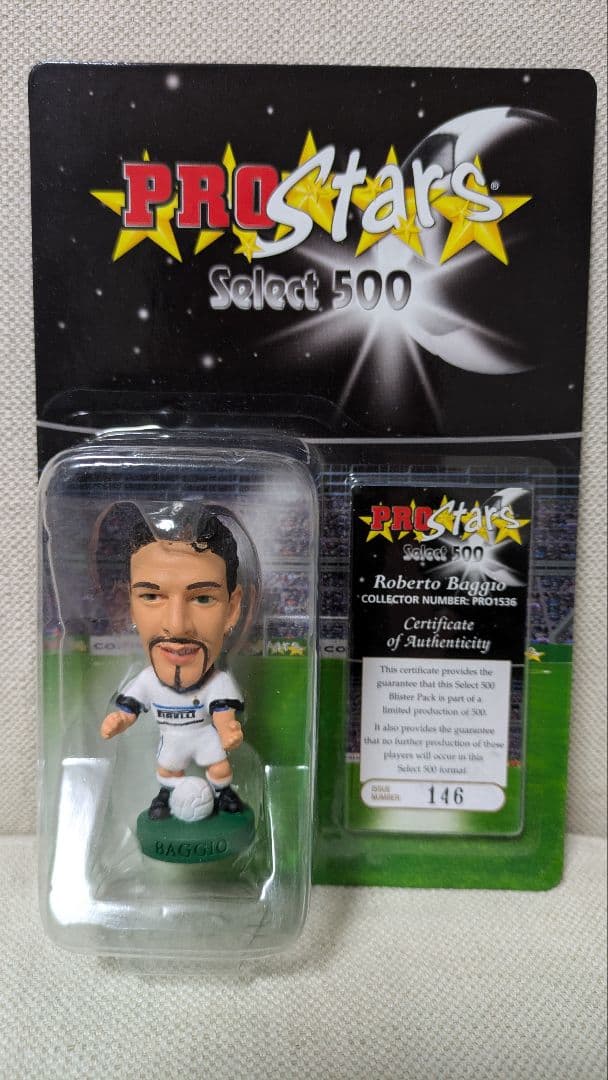 PROStars®
Select 500
PROStars
Select 500
Roberto Baggio
COLLECTOR NUMBER: PRO1536
Certificate
of Authenticity
This certificate provides the
guarantee that this Select 500
Blister Pack is part of a
limited production of 500.
It also provides the guarantee
that no further production of these
players will occur in this
Select 500 format
ISSUE
NUMBER: 146
PIRELLI
BAGGIO